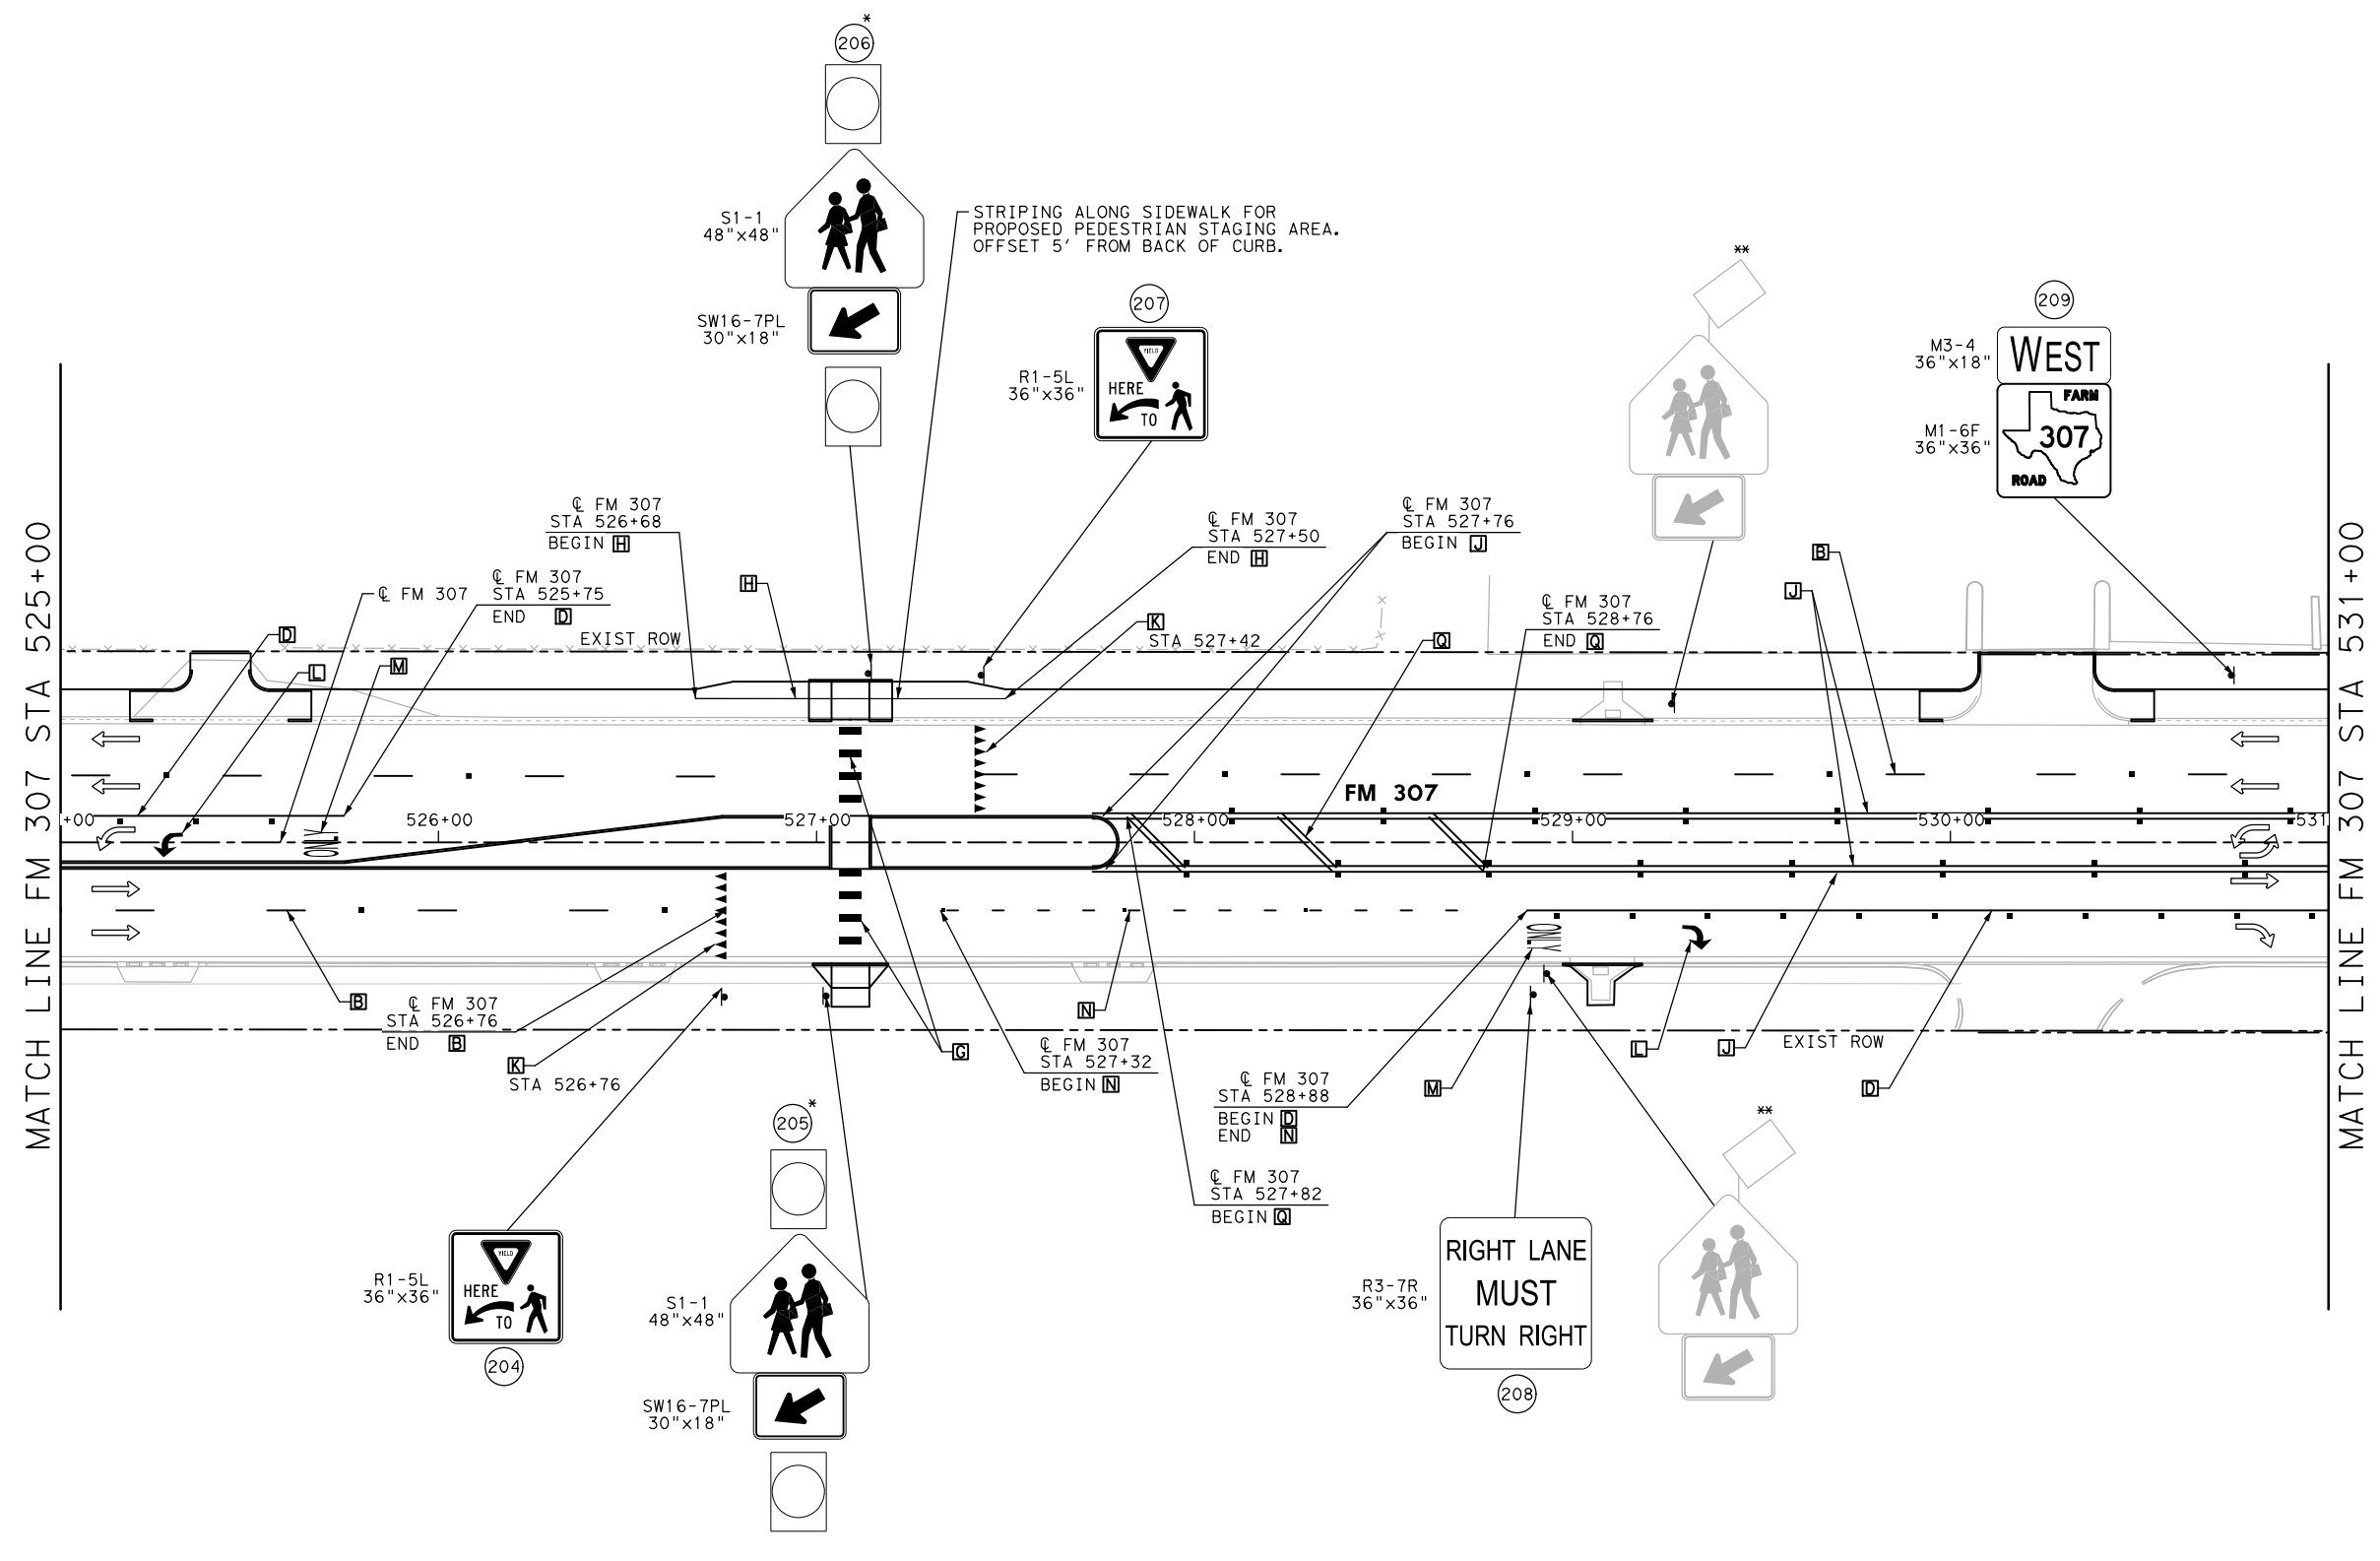 206
*
S1-1
48"x48"
SW16-7PL
30"x18"
STRIPING ALONG SIDEWALK FOR
PROPOSED PEDESTRIAN STAGING AREA.
OFFSET 5' FROM BACK OF CURB.
207
R1-5L
36"x36"
YIELD
HERE
TO
**
209
M3-4
36"x18"
WEST
M1-6F
36"x36"
FARM
307
ROAD
MATCH LINE FM 307 STA 525+00
℄ FM 307
STA 526+68
BEGIN H
℄ FM 307
STA 525+75
END D
℄ FM 307
H
D
L
M
EXIST ROW
℄ FM 307
STA 527+50
END H
K
STA 527+42
℄ FM 307
STA 527+76
BEGIN J
Q
℄ FM 307
STA 528+76
END Q
B
J
MATCH LINE FM 307 STA 531+00
FM 307
+00
526+00
527+00
528+00
529+00
530+00
531
ONLY
ONLY
B
℄ FM 307
STA 526+76
END B
K
STA 526+76
G
N
℄ FM 307
STA 527+32
BEGIN N
℄ FM 307
STA 528+88
BEGIN D
END N
M
L
J
EXIST ROW
D
℄ FM 307
STA 527+82
BEGIN Q
R1-5L
36"x36"
YIELD
HERE
TO
204
205
*
S1-1
48"x48"
SW16-7PL
30"x18"
R3-7R
36"x36"
RIGHT LANE
MUST
TURN RIGHT
208
**